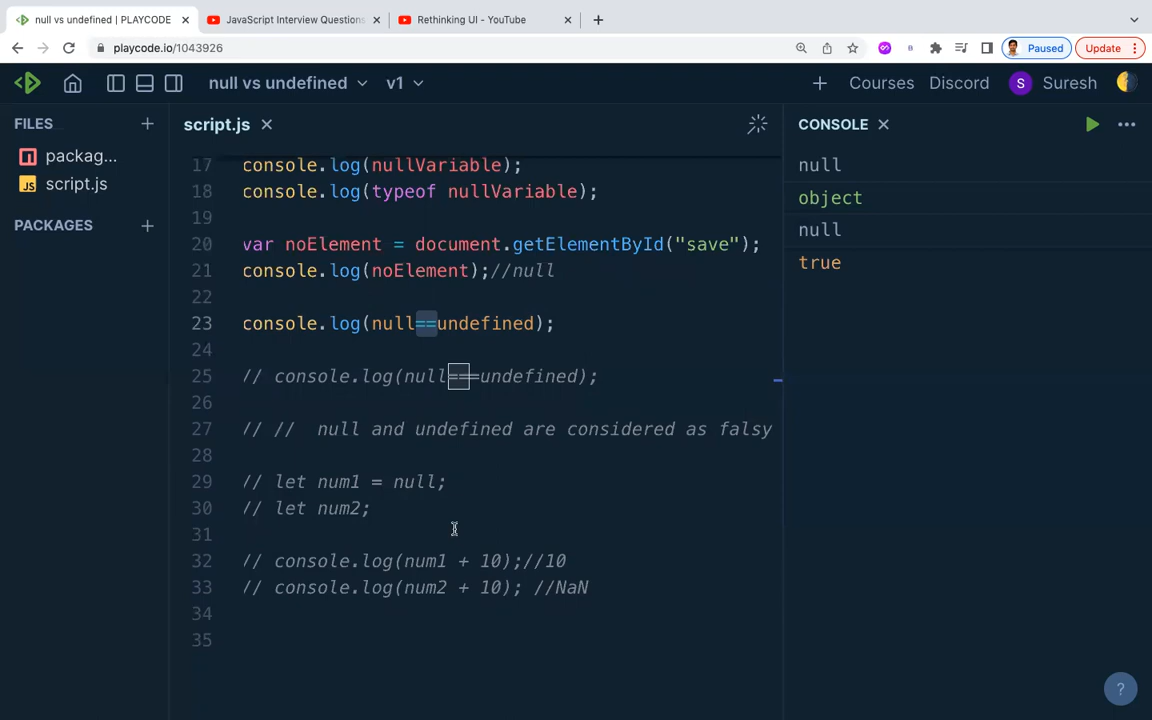 null vs undefined | PLAYCODE
JavaScript Interview Questions
Rethinking UI - YouTube
playcode.io/1043926
B
Paused
Update
null vs undefined
v1
Courses
Discord
S
Suresh
FILES
script.js
CONSOLE
packag...
JS script.js
PACKAGES
17 console.log(nullVariable);
18 console.log(typeof nullVariable);
19
20 var noElement = document.getElementById("save");
21 console.log(noElement);//null
22
23 console.log(null==undefined);
24
25 // console.log(null===undefined);
26
27 // //  null and undefined are considered as falsy
28
29 // let num1 = null;
30 // let num2;
31
32 // console.log(num1 + 10);//10
33 // console.log(num2 + 10); //NaN
34
35
null
object
null
true
?